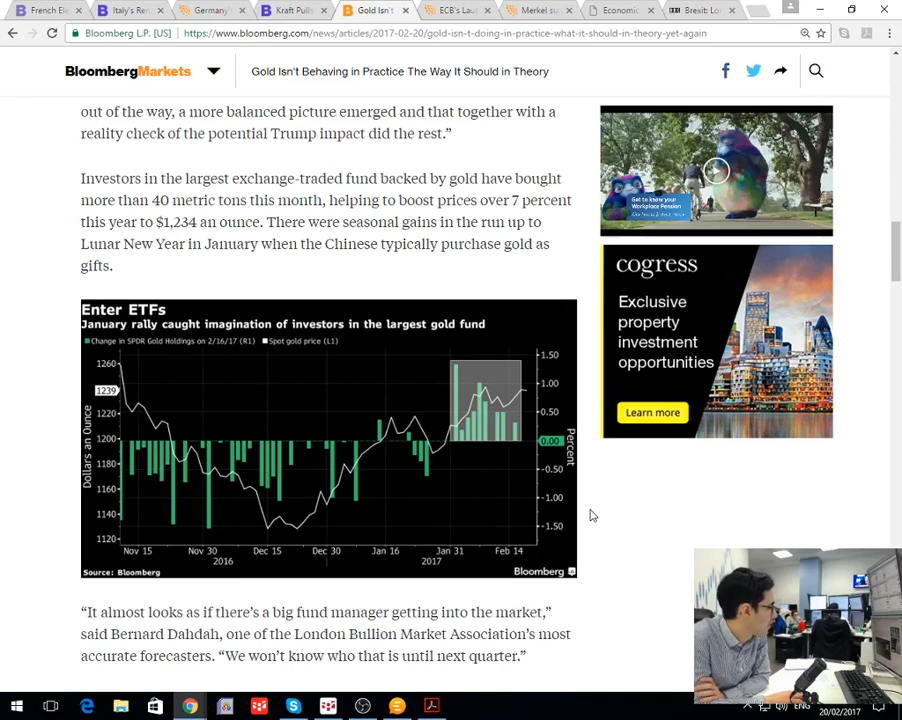 French Ele
Italy's Ren
Germany'
Kraft Pulls
Gold Isn'
ECB's Laut
Merkel su
Economic
Brexit: Lo
Bloomberg L.P. [US]
https://www.bloomberg.com/news/articles/2017-02-20/gold-isn-t-doing-in-practice-what-it-should-in-theory-yet-again
BloombergMarkets
Gold Isn't Behaving in Practice The Way It Should in Theory
out of the way, a more balanced picture emerged and that together with a
reality check of the potential Trump impact did the rest.”
Investors in the largest exchange-traded fund backed by gold have bought
more than 40 metric tons this month, helping to boost prices over 7 percent
this year to $1,234 an ounce. There were seasonal gains in the run up to
Lunar New Year in January when the Chinese typically purchase gold as
gifts.
Get to know your
Workplace Pension
cogress
Exclusive
property
investment
opportunities
Learn more
Enter ETFs
January rally caught imagination of investors in the largest gold fund
Change in SPDR Gold Holdings on 2/16/17 (R1)
Spot gold price (L1)
1260
1239
1220
1200
1180
1160
1140
1120
Dollars an Ounce
1.50
1.00
0.50
0.00
-0.50
-1.00
-1.50
Percent
Nov 15
Nov 30
Dec 15
Dec 30
Jan 16
Jan 31
Feb 14
2016
2017
Source: Bloomberg
Bloomberg
“It almost looks as if there’s a big fund manager getting into the market,”
said Bernard Dahdah, one of the London Bullion Market Association’s most
accurate forecasters. “We won’t know who that is until next quarter.”
ENG
20/02/2017